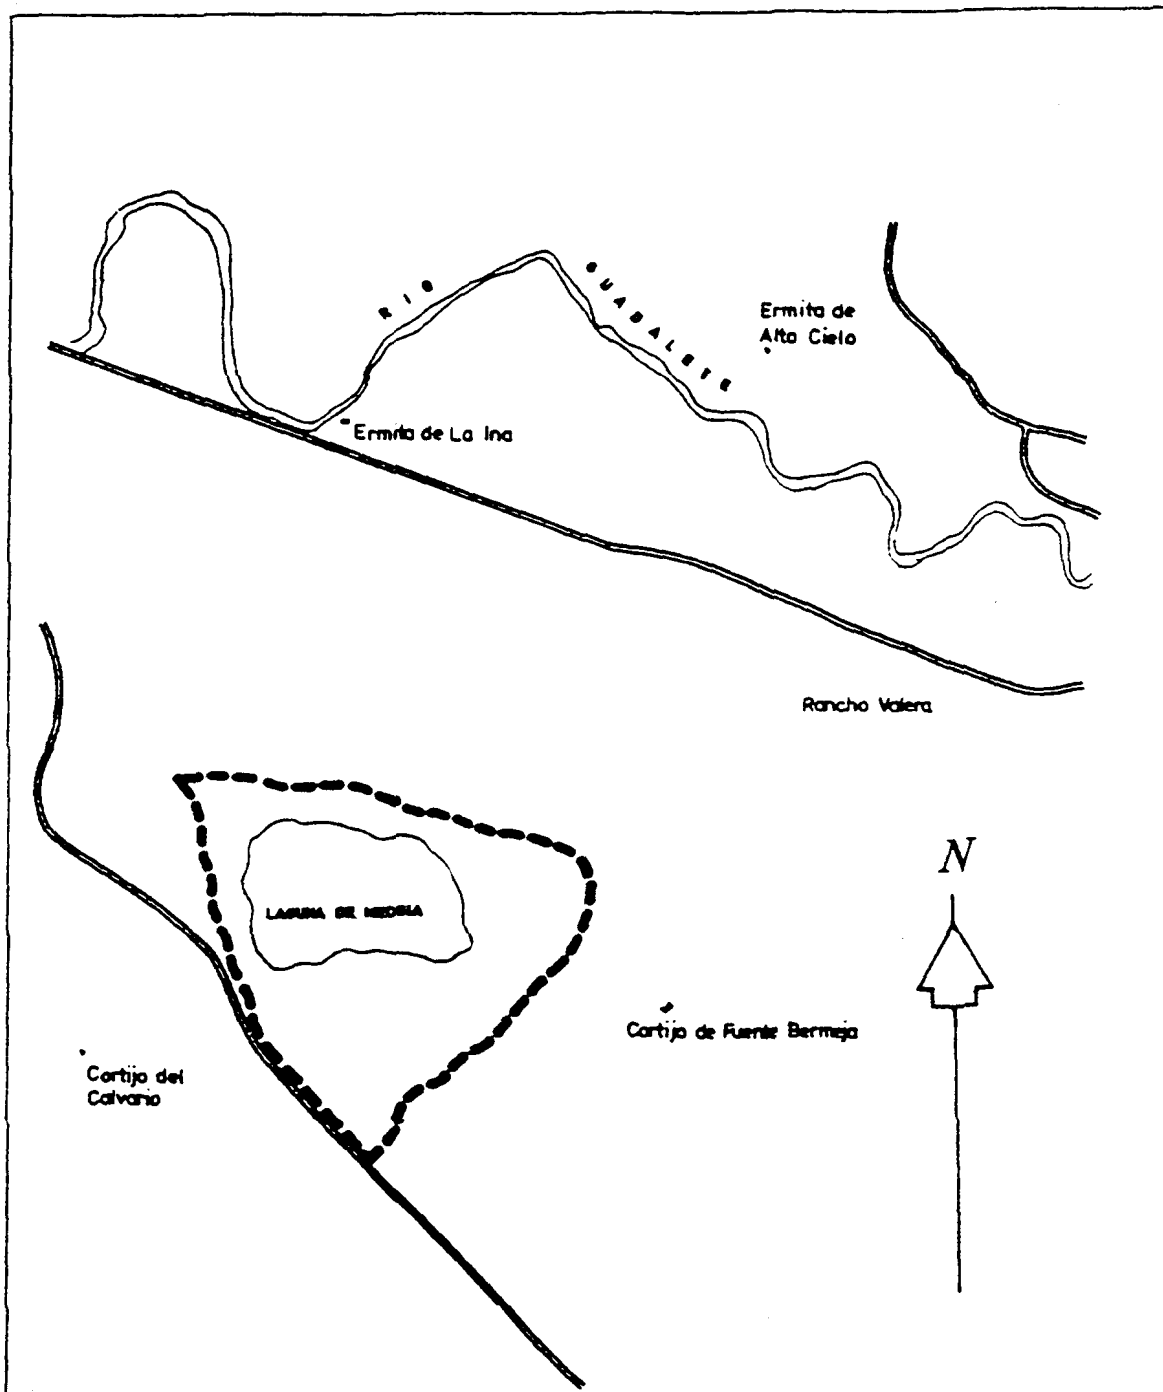 RIO
GUADALETE
Ermita de
Alta Cielo
Ermita de La Ina
Rancho Valera
LAGUNA DE MEDINA
N
Cortijo de Fuente Bermeja
Cortijo del
Calvario